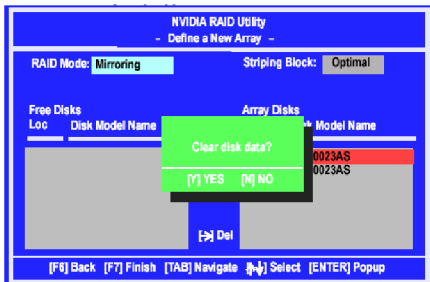 NVIDIA RAID Utility
- Define a New Array -
RAID Mode: Mirroring Striping Block: Optimal
Free Disks Array Disks
Loc Disk Model Name Model Name
Clear disk data?
[Y] YES [N] NO
0023AS
0023AS
[→] Del
[F6] Back [F7] Finish [TAB] Navigate [↑↓] Select [ENTER] Popup